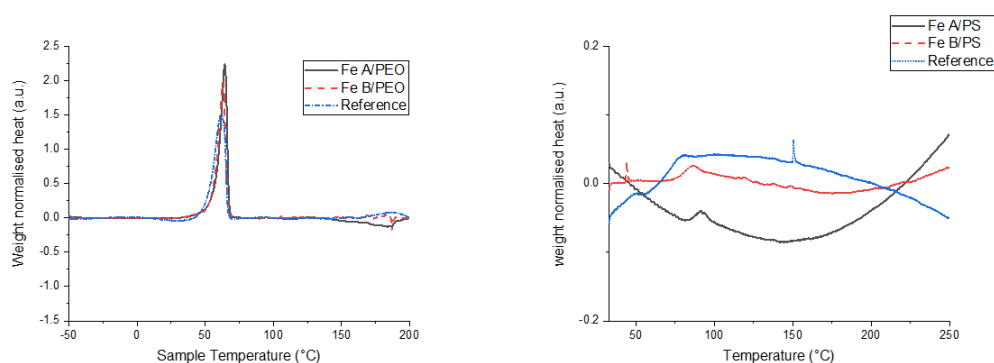 2.5
2.0
1.5
1.0
0.5
0.0
-0.5
-1.0
-1.5
-50
0
50
100
150
200
Weight normalised heat (a.u.)
Sample Temperature (°C)
Fe A/PEO
Fe B/PEO
Reference
0.2
0.0
-0.2
50
100
150
200
250
weight normalised heat (a.u.)
Temperature (°C)
Fe A/PS
Fe B/PS
Reference